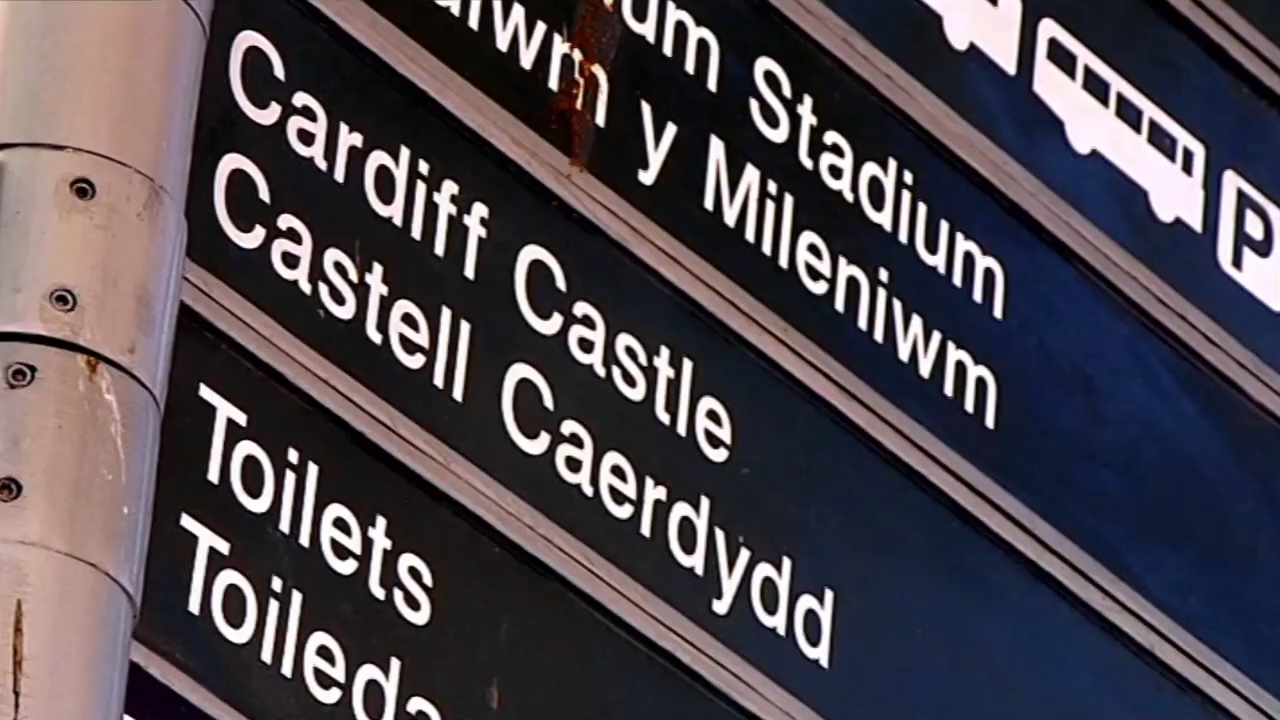 P
Stadium
y Mileniwm
Cardiff Castle
Castell Caerdydd
Toilets